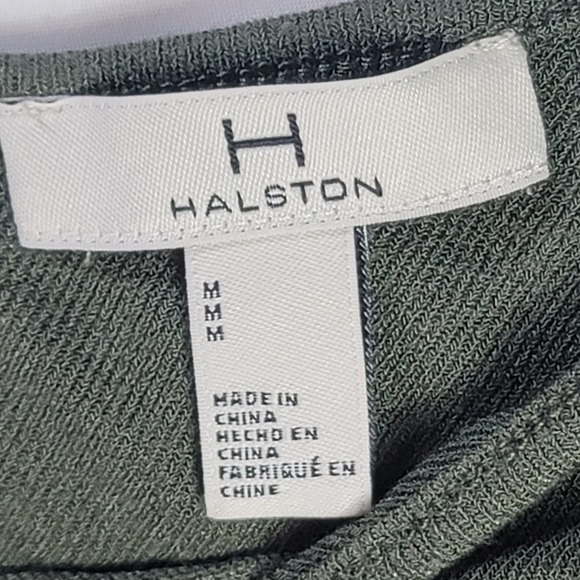 H
HALSTON
M
M
M
MADE IN
CHINA
HECHO EN
CHINA
FABRIQUÉ EN
CHINE